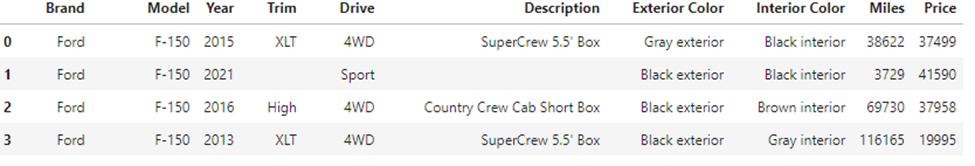 Brand Model Year Trim Drive Description Exterior Color Interior Color Miles Price
0 Ford F-150 2015 XLT 4WD SuperCrew 5.5' Box Gray exterior Black interior 38622 37499
1 Ford F-150 2021 Sport Black exterior Black interior 3729 41590
2 Ford F-150 2016 High 4WD Country Crew Cab Short Box Black exterior Brown interior 69730 37958
3 Ford F-150 2013 XLT 4WD SuperCrew 5.5' Box Black exterior Gray interior 116165 19995